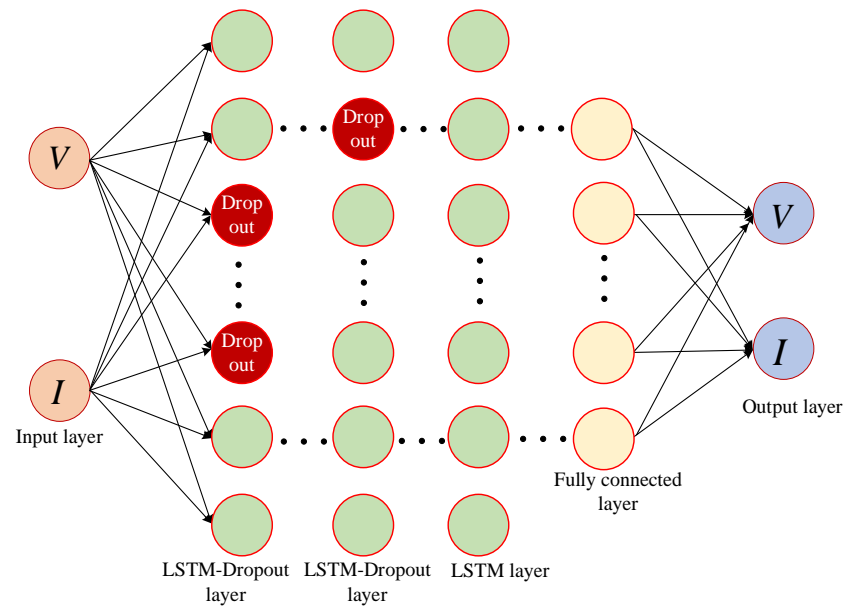 Drop
out
V
Drop
out
V
Drop
out
I
I
Input layer
Output layer
Fully connected
layer
LSTM-Dropout
layer
LSTM-Dropout
layer
LSTM layer